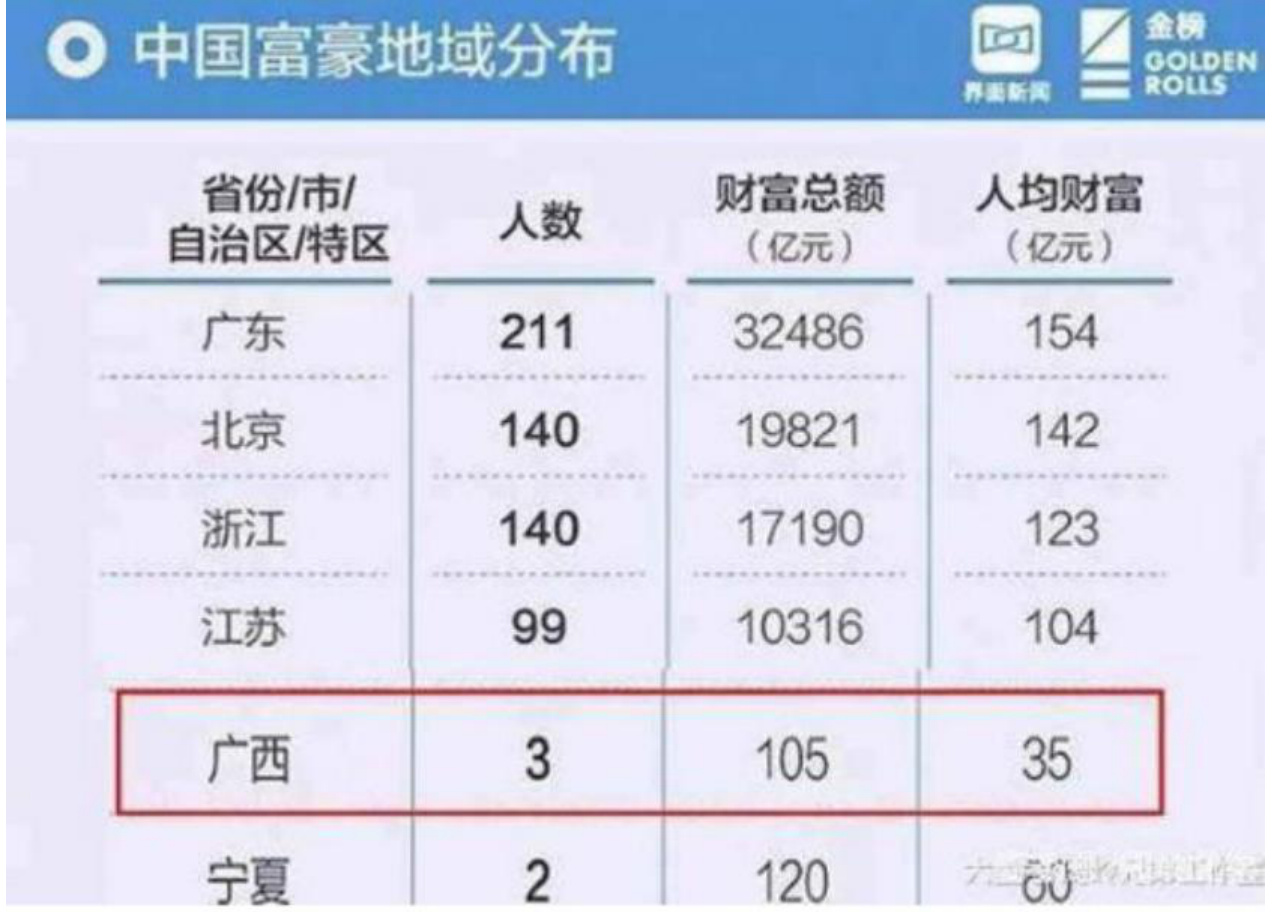 中国富豪地域分布
界面新闻
金榜
GOLDEN
ROLLS
省份/市/
自治区/特区
人数
财富总额
(亿元)
人均财富
(亿元)
广东 211 32486 154
北京 140 19821 142
浙江 140 17190 123
江苏 99 10316 104
广西 3 105 35
宁夏 2 120 60